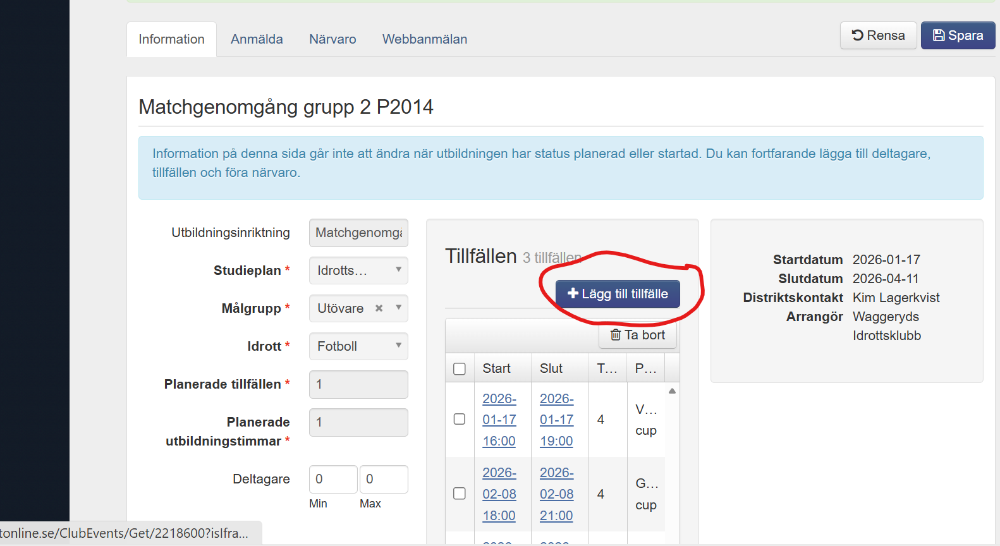 Information Anmälda Närvaro Webbanmälan Rensa Spara
Matchgenomgång grupp 2 P2014
Information på denna sida går inte att ändra när utbildningen har status planerad eller startad. Du kan fortfarande lägga till deltagare,
tillfällen och föra närvaro.
Utbildningsinriktning Matchgenomgå
Studieplan * Idrotts...
Målgrupp * Utövare
Idrott * Fotboll
Planerade tillfällen * 1
Planerade
utbildningstimmar * 1
Deltagare 0 0
Min Max
Tillfällen 3 tillfällen
Lägg till tillfälle
Ta bort
Start Slut T... P...
2026-
01-17
16:00
2026-
01-17
19:00
4
V...
cup
2026-
02-08
18:00
2026-
02-08
21:00
4
G...
cup
2026- 2026-
Startdatum 2026-01-17
Slutdatum 2026-04-11
Distriktskontakt Kim Lagerkvist
Arrangör Waggeryds
Idrottsklubb
tonline.se/ClubEvents/Get/2218600?isIfra...